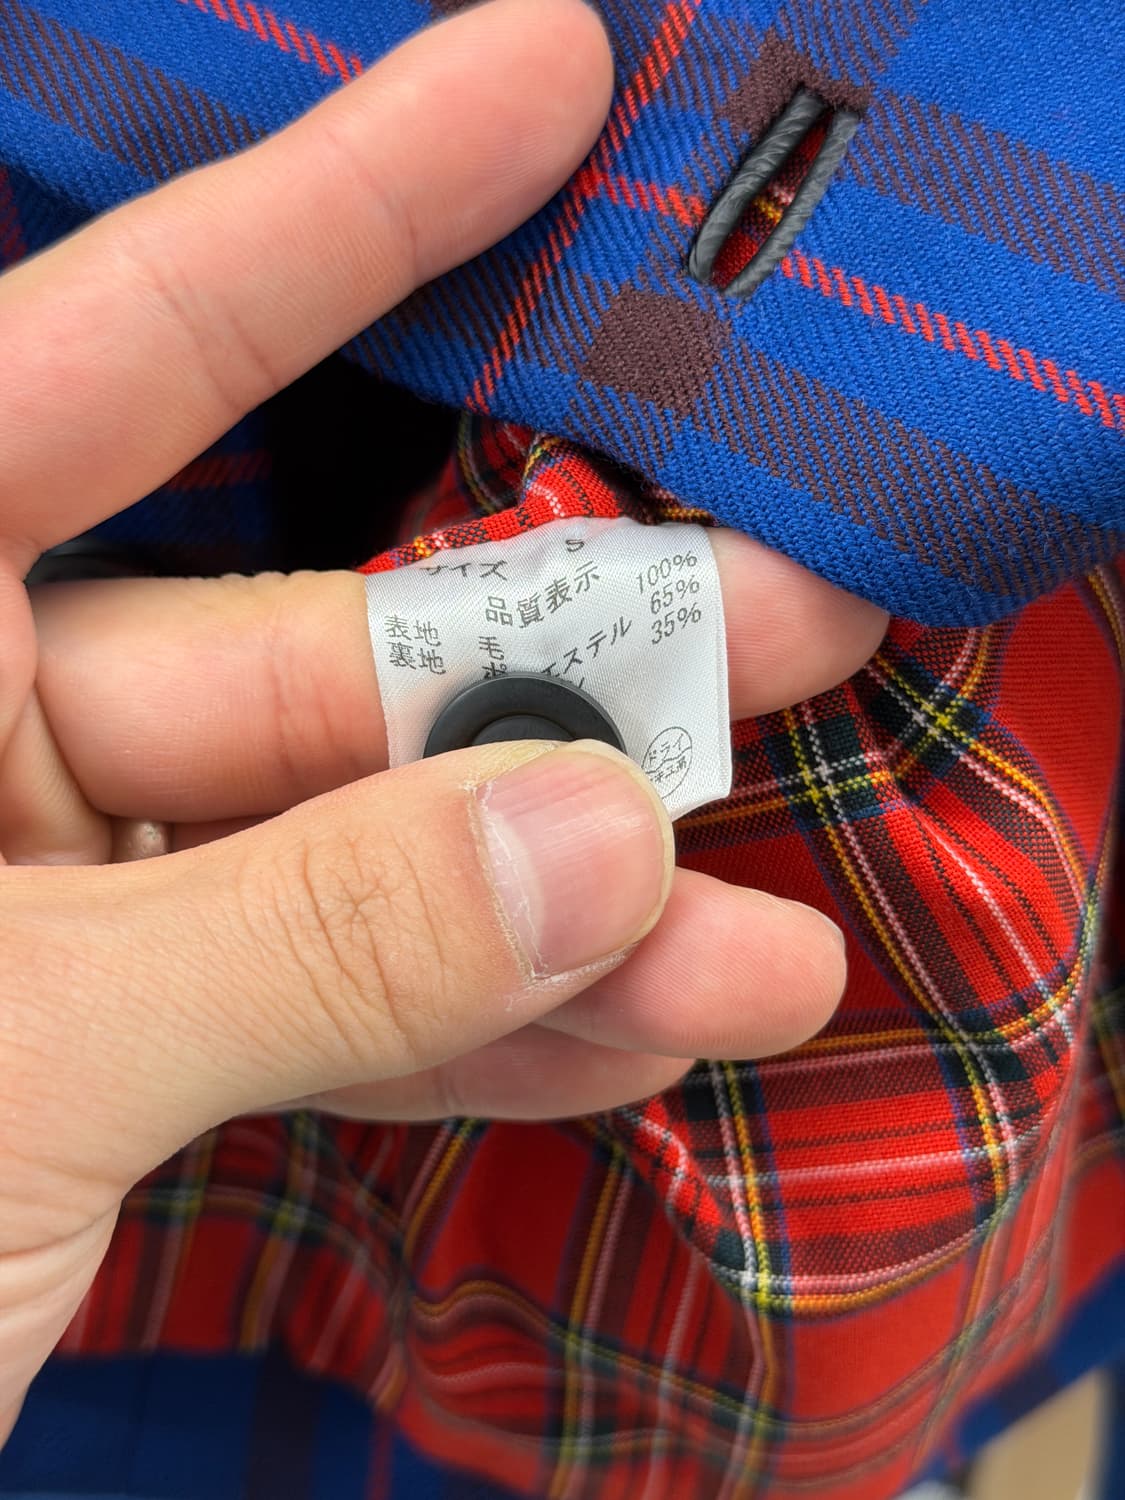 サイズ S
品質表示
表地 毛 100%
裏地 ポ エステル 65%
35%
ドライ